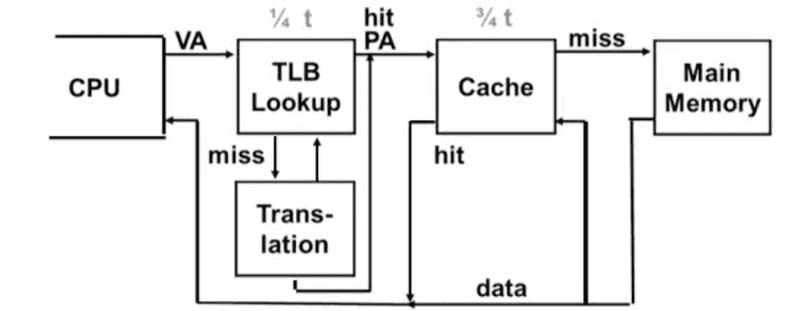 ¼ t
hit
¾ t
VA
PA
miss
CPU
TLB
Lookup
Cache
Main
Memory
miss
hit
Trans-
lation
data